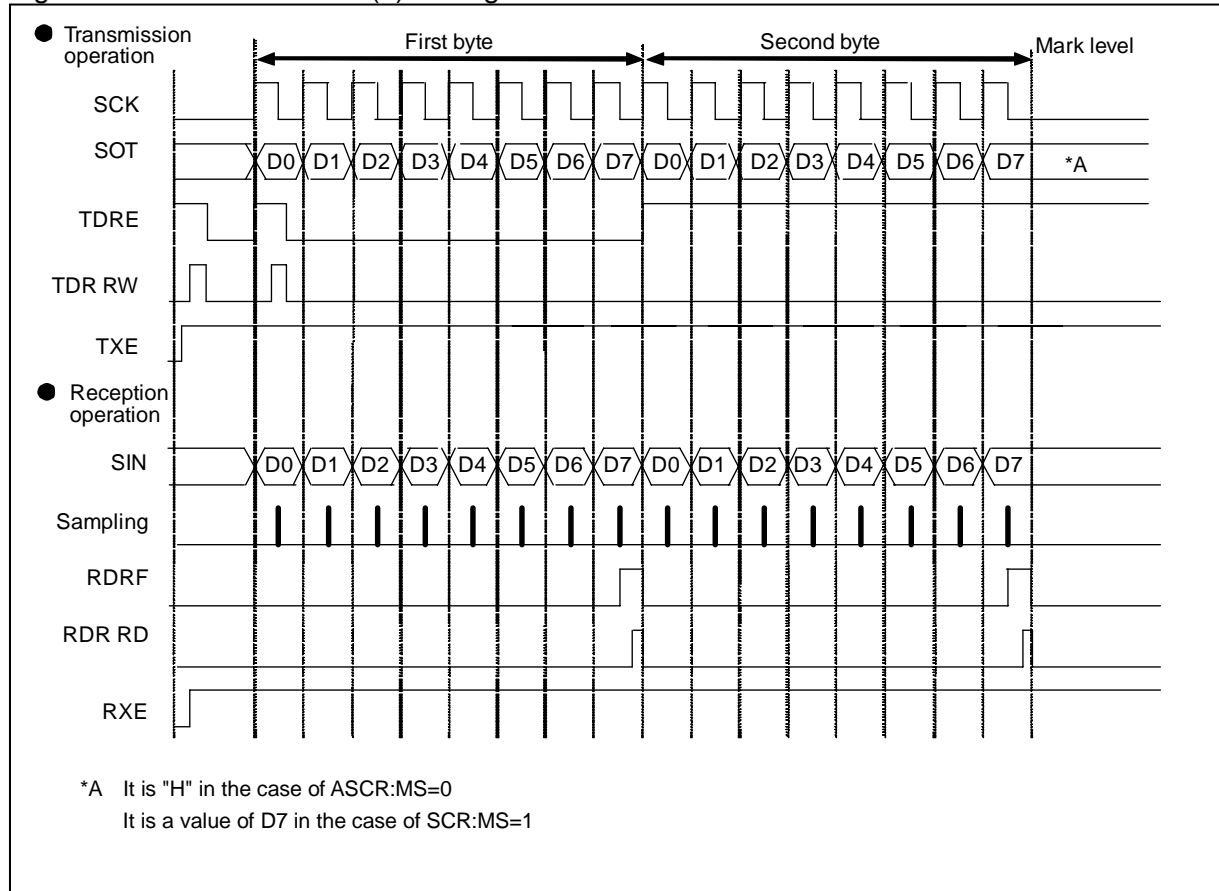 ● Transmission operation
First byte
Second byte
Mark level
SCK
SOT
D0 D1 D2 D3 D4 D5 D6 D7 D0 D1 D2 D3 D4 D5 D6 D7 *A
TDRE
TDR RW
TXE
● Reception operation
SIN
D0 D1 D2 D3 D4 D5 D6 D7 D0 D1 D2 D3 D4 D5 D6 D7
Sampling
RDRF
RDR RD
RXE
*A It is "H" in the case of ASCR:MS=0
It is a value of D7 in the case of SCR:MS=1